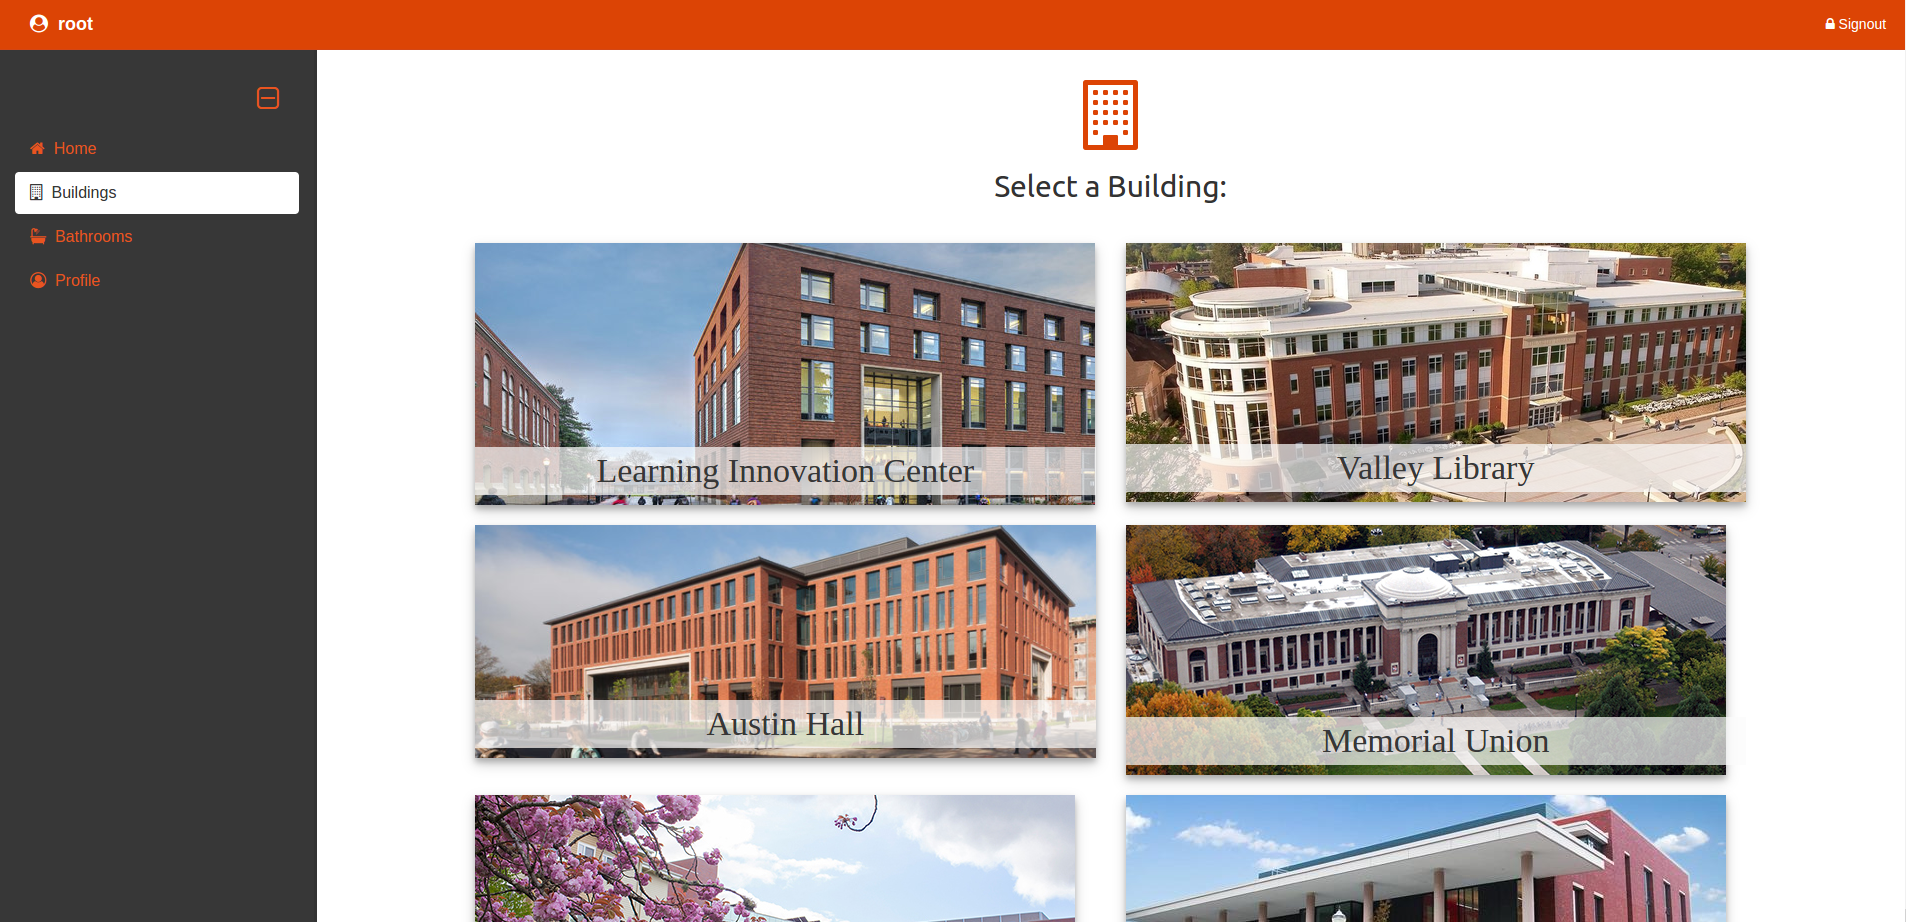 root
Signout
Home
Buildings
Bathrooms
Profile
Select a Building:
Learning Innovation Center
Valley Library
Austin Hall
Memorial Union